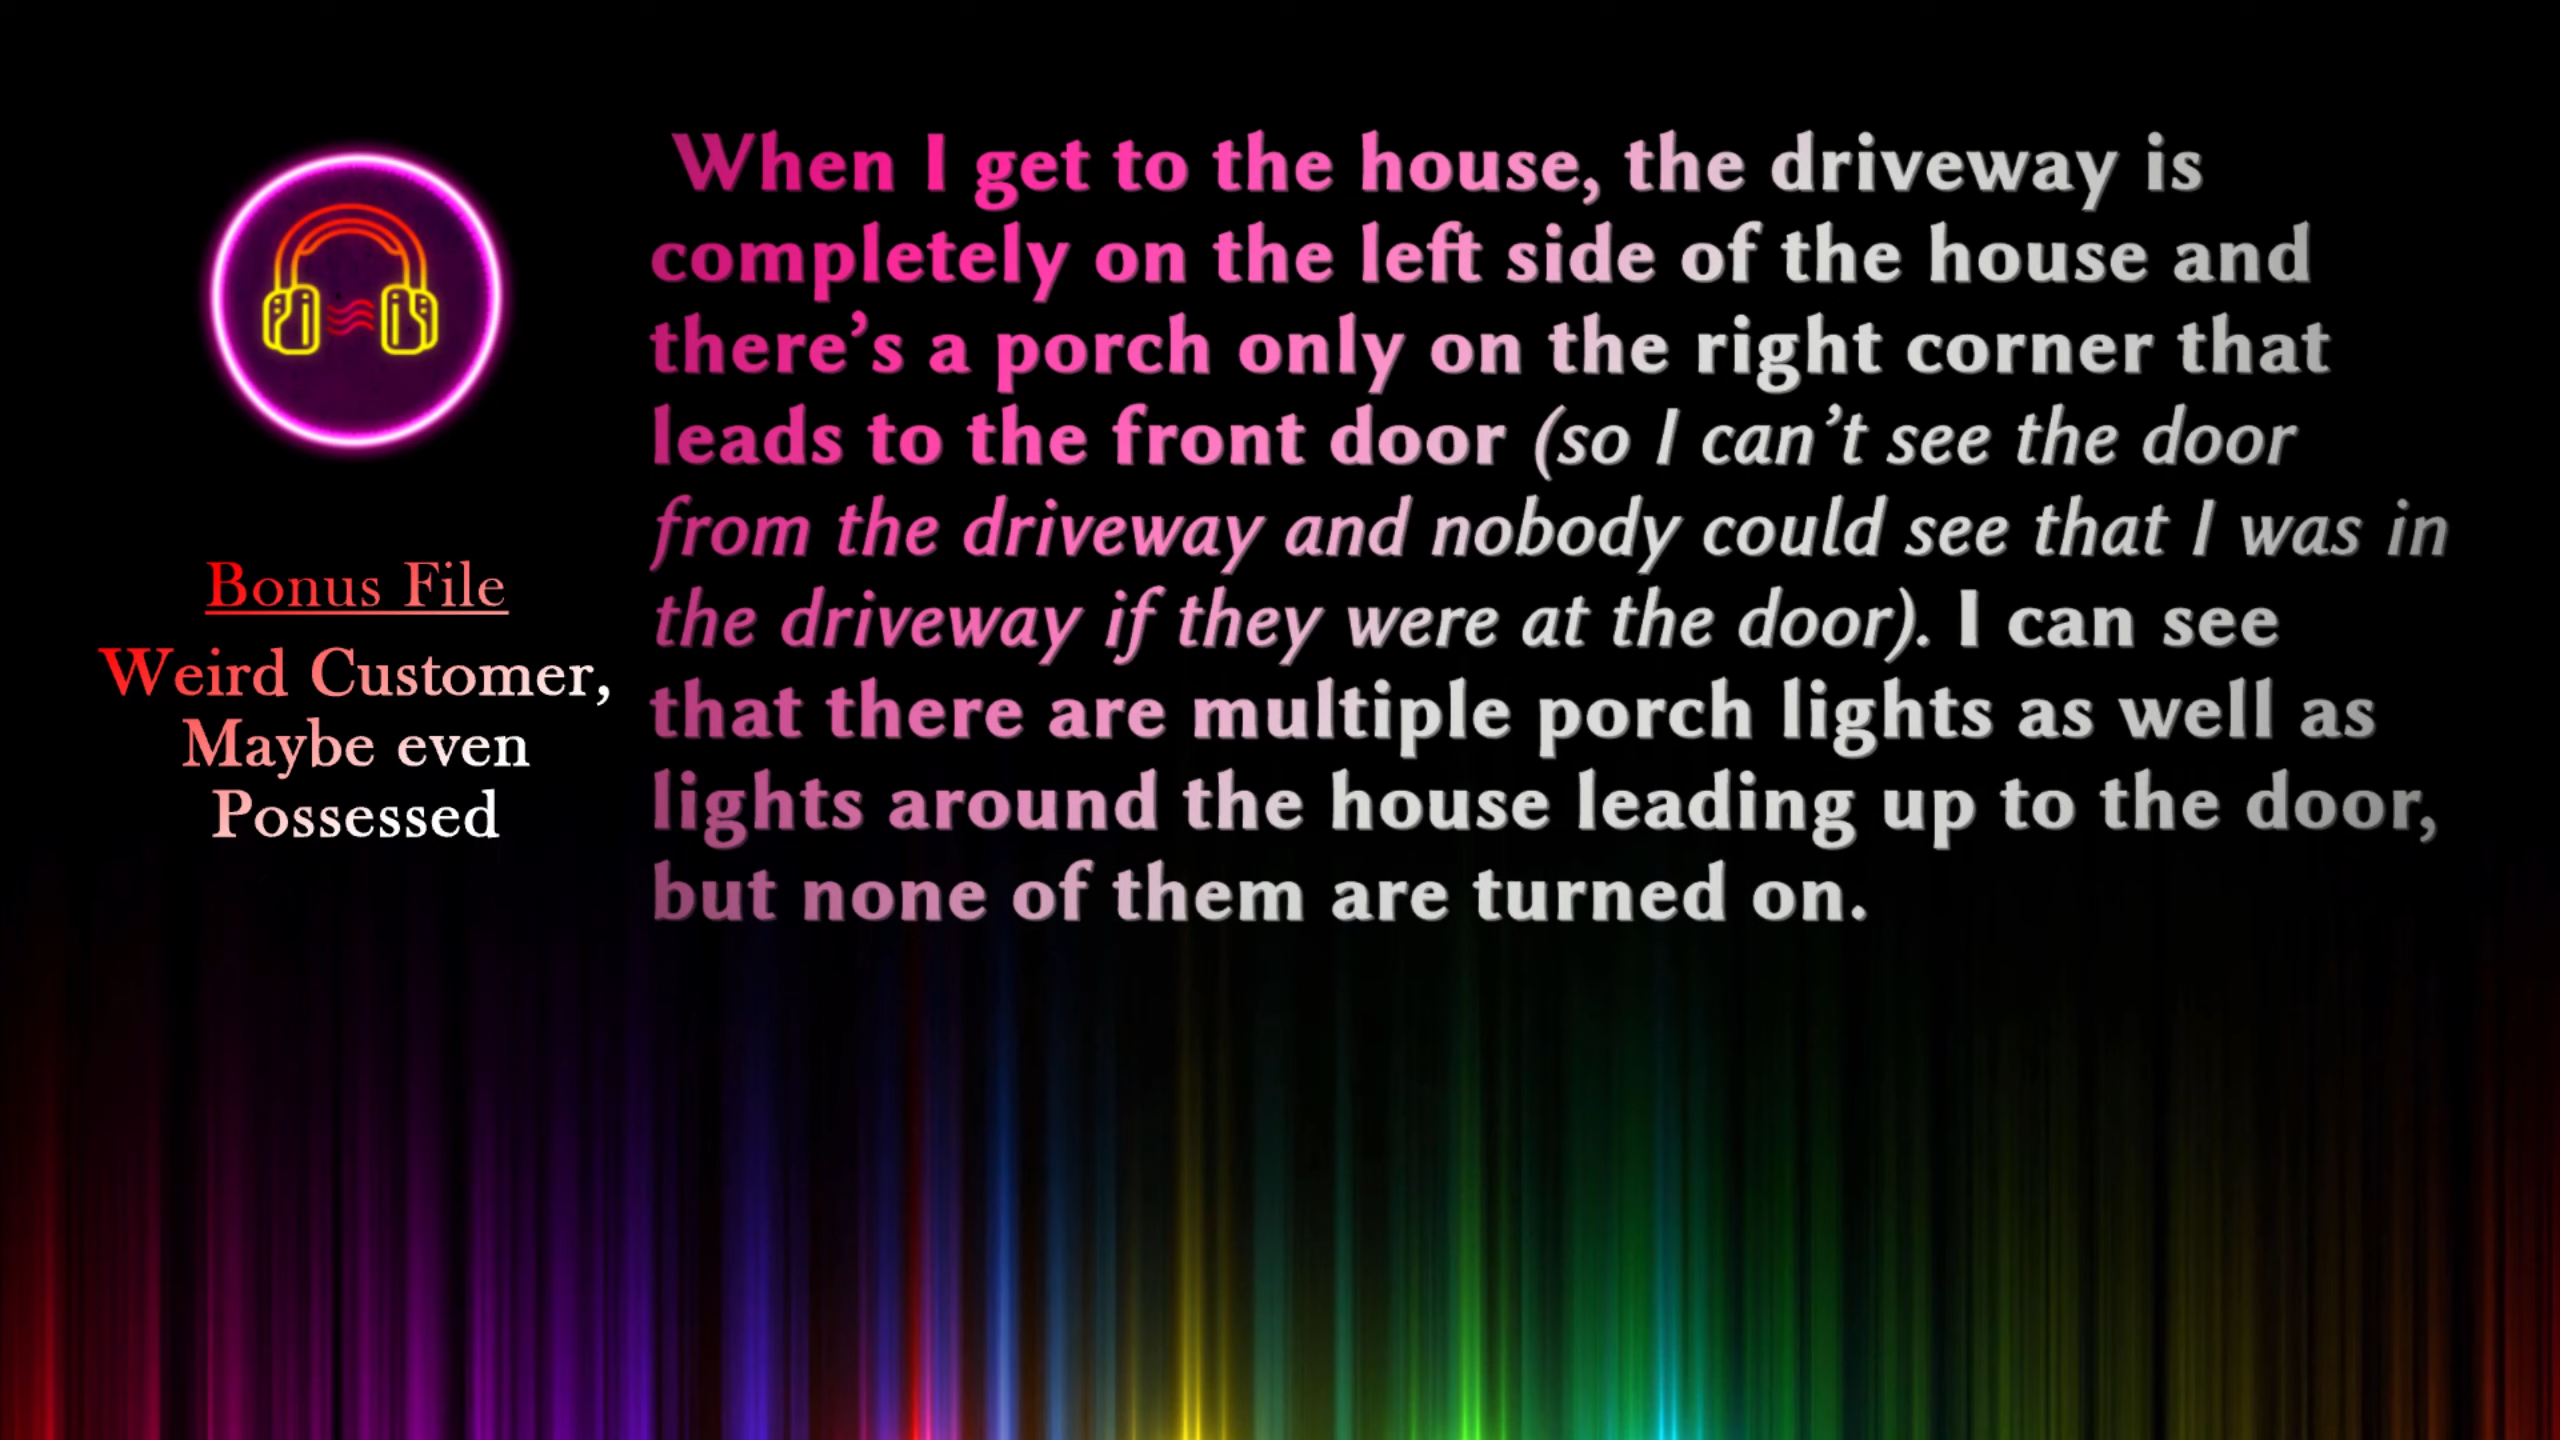 Bonus File
Weird Customer,
Maybe even
Possessed
When I get to the house, the driveway is
completely on the left side of the house and
there’s a porch only on the right corner that
leads to the front door (so I can’t see the door
from the driveway and nobody could see that I was in
the driveway if they were at the door). I can see
that there are multiple porch lights as well as
lights around the house leading up to the door,
but none of them are turned on.